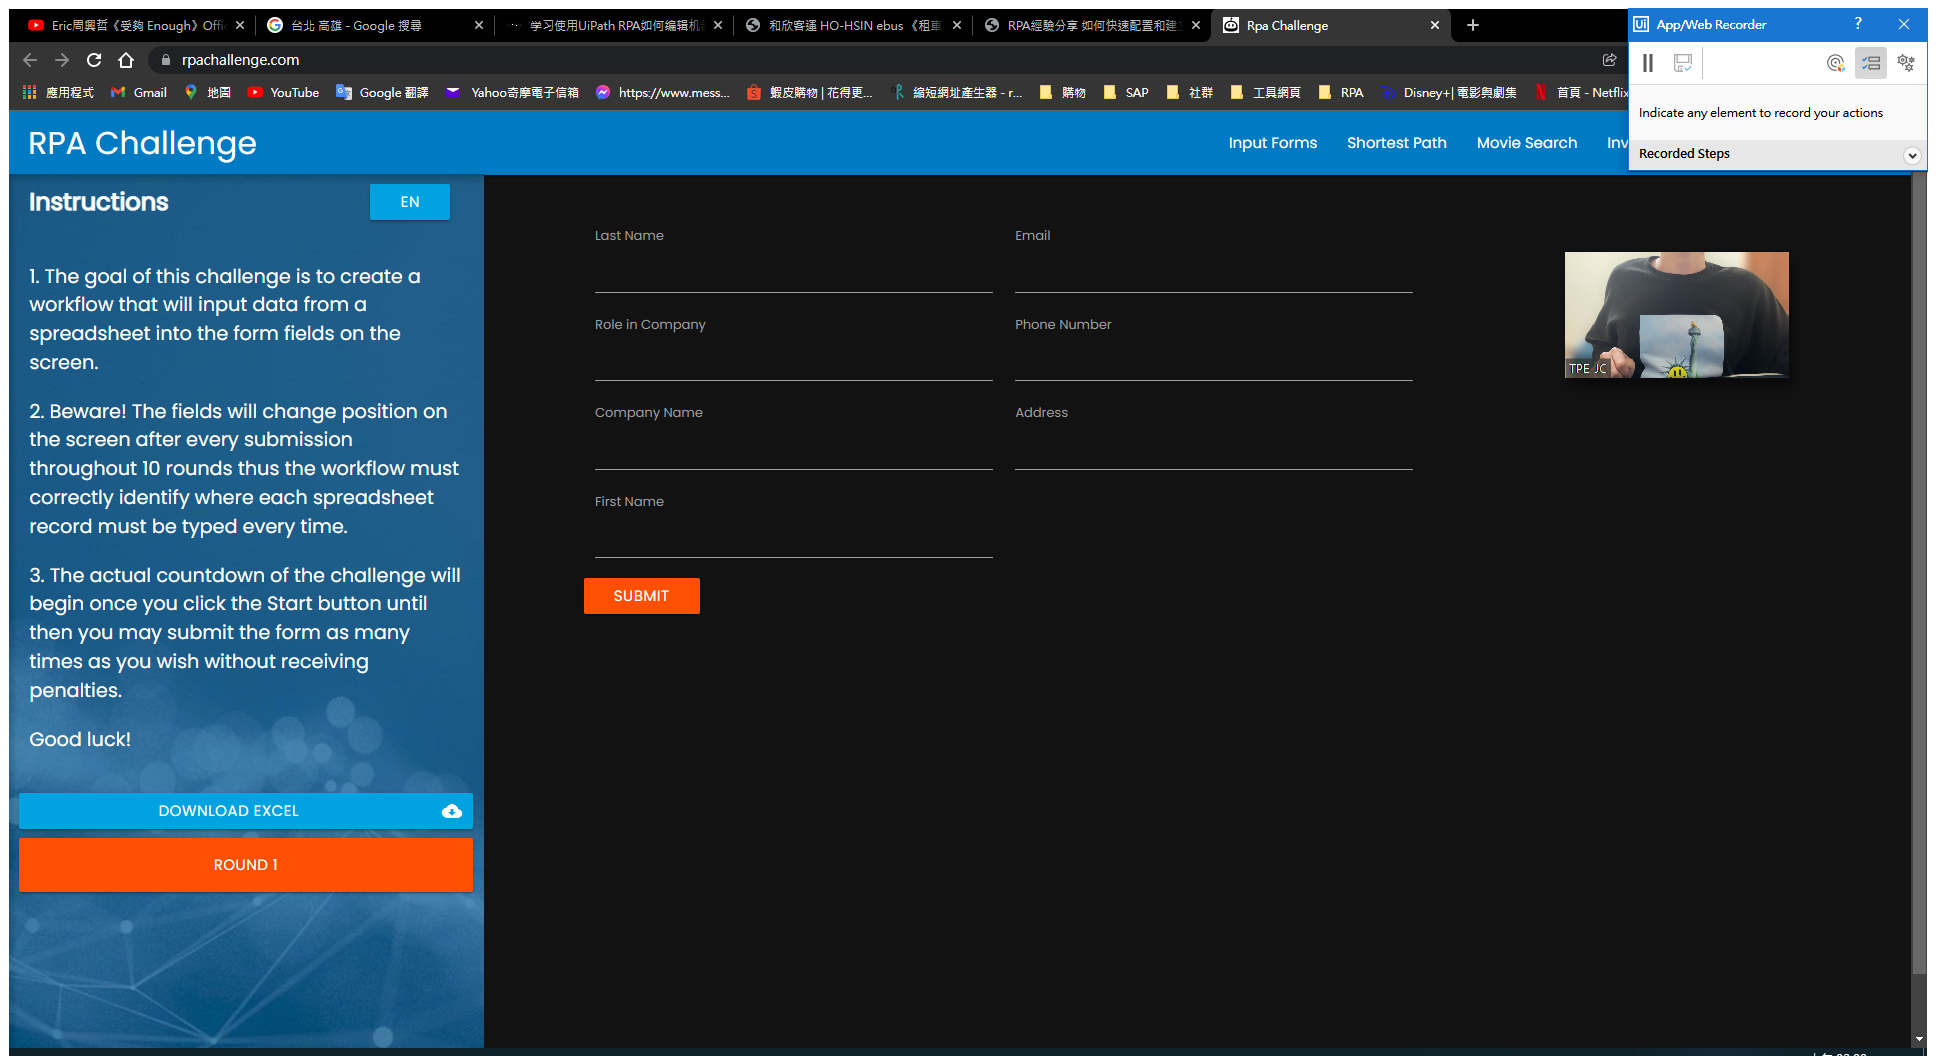 Eric周興哲《受夠 Enough》Offi
台北 高雄 - Google 搜尋
学习使用UiPath RPA如何编辑机
和欣客運 HO-HSIN ebus 《租車
RPA經驗分享 如何快速配置和建立
Rpa Challenge
App/Web Recorder
rpachallenge.com
應用程式
Gmail
地圖
YouTube
Google 翻譯
Yahoo奇摩電子信箱
https://www.mess...
蝦皮購物 | 花得更...
縮短網址產生器 - r...
購物
SAP
社群
工具網頁
RPA
Disney+| 電影與劇集
首頁 - Netflix
Indicate any element to record your actions
Recorded Steps
RPA Challenge
Input Forms
Shortest Path
Movie Search
Inv
Instructions
EN
1. The goal of this challenge is to create a
workflow that will input data from a
spreadsheet into the form fields on the
screen.
2. Beware! The fields will change position on
the screen after every submission
throughout 10 rounds thus the workflow must
correctly identify where each spreadsheet
record must be typed every time.
3. The actual countdown of the challenge will
begin once you click the Start button until
then you may submit the form as many
times as you wish without receiving
penalties.
Good luck!
DOWNLOAD EXCEL
ROUND 1
Last Name
Email
Role in Company
Phone Number
Company Name
Address
First Name
SUBMIT
TPE JC